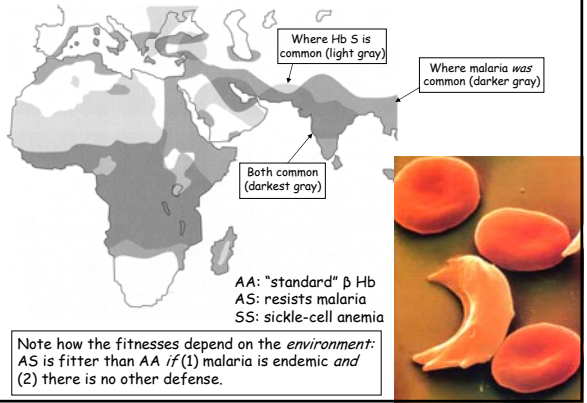 Where Hb S is
common (light gray)
Where malaria was
common (darker gray)
Both common
(darkest gray)
AA: “standard” β Hb
AS: resists malaria
SS: sickle-cell anemia
Note how the fitnesses depend on the environment:
AS is fitter than AA if (1) malaria is endemic and
(2) there is no other defense.